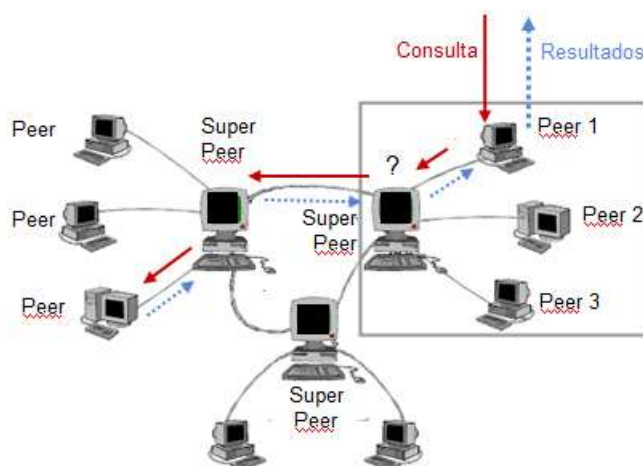 Consulta
Resultados
Peer
Super
Peer
Peer 1
?
Peer
Super
Peer
Peer 2
Peer
Peer 3
Super
Peer